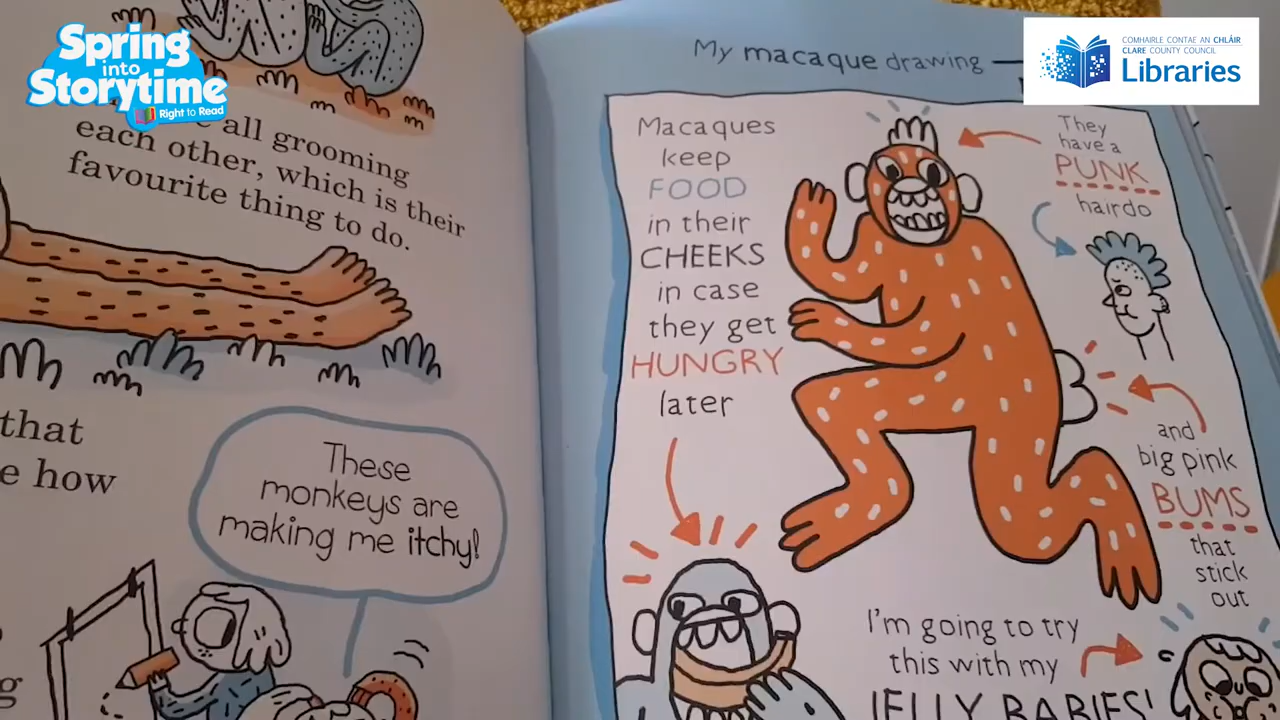 Spring
into
Storytime
Right to Read
COMHAIRLE CONTAE AN CHLÁIR
CLARE COUNTY COUNCIL
Libraries
all grooming
each other, which is their
favourite thing to do.
that
how
These
monkeys are
making me itchy!
My macaque drawing
Macaques
keep
FOOD
in their
CHEEKS
in case
they get
HUNGRY
later
They
have a
PUNK
hairdo
and
big pink
BUMS
that
stick
out
I'm going to try
this with my
JELLY BABIES!